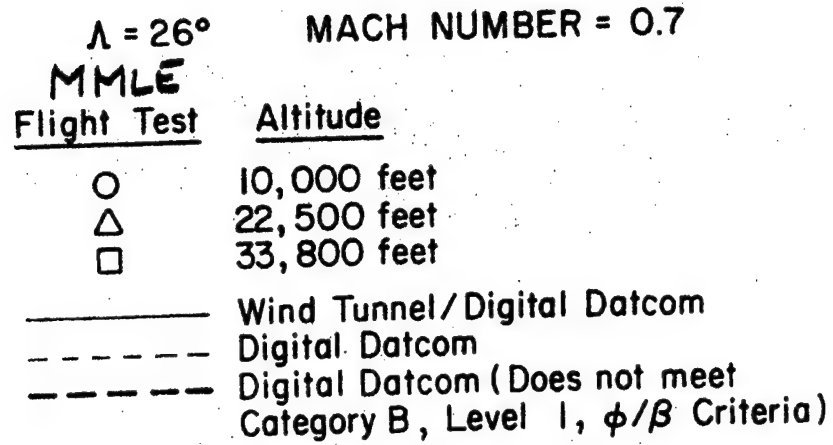 Λ = 26° MACH NUMBER = 0.7
MMLE
Flight Test Altitude
10,000 feet
22,500 feet
33,800 feet
Wind Tunnel/Digital Datcom
Digital Datcom
Digital Datcom (Does not meet
Category B, Level 1, ϕ/β Criteria)